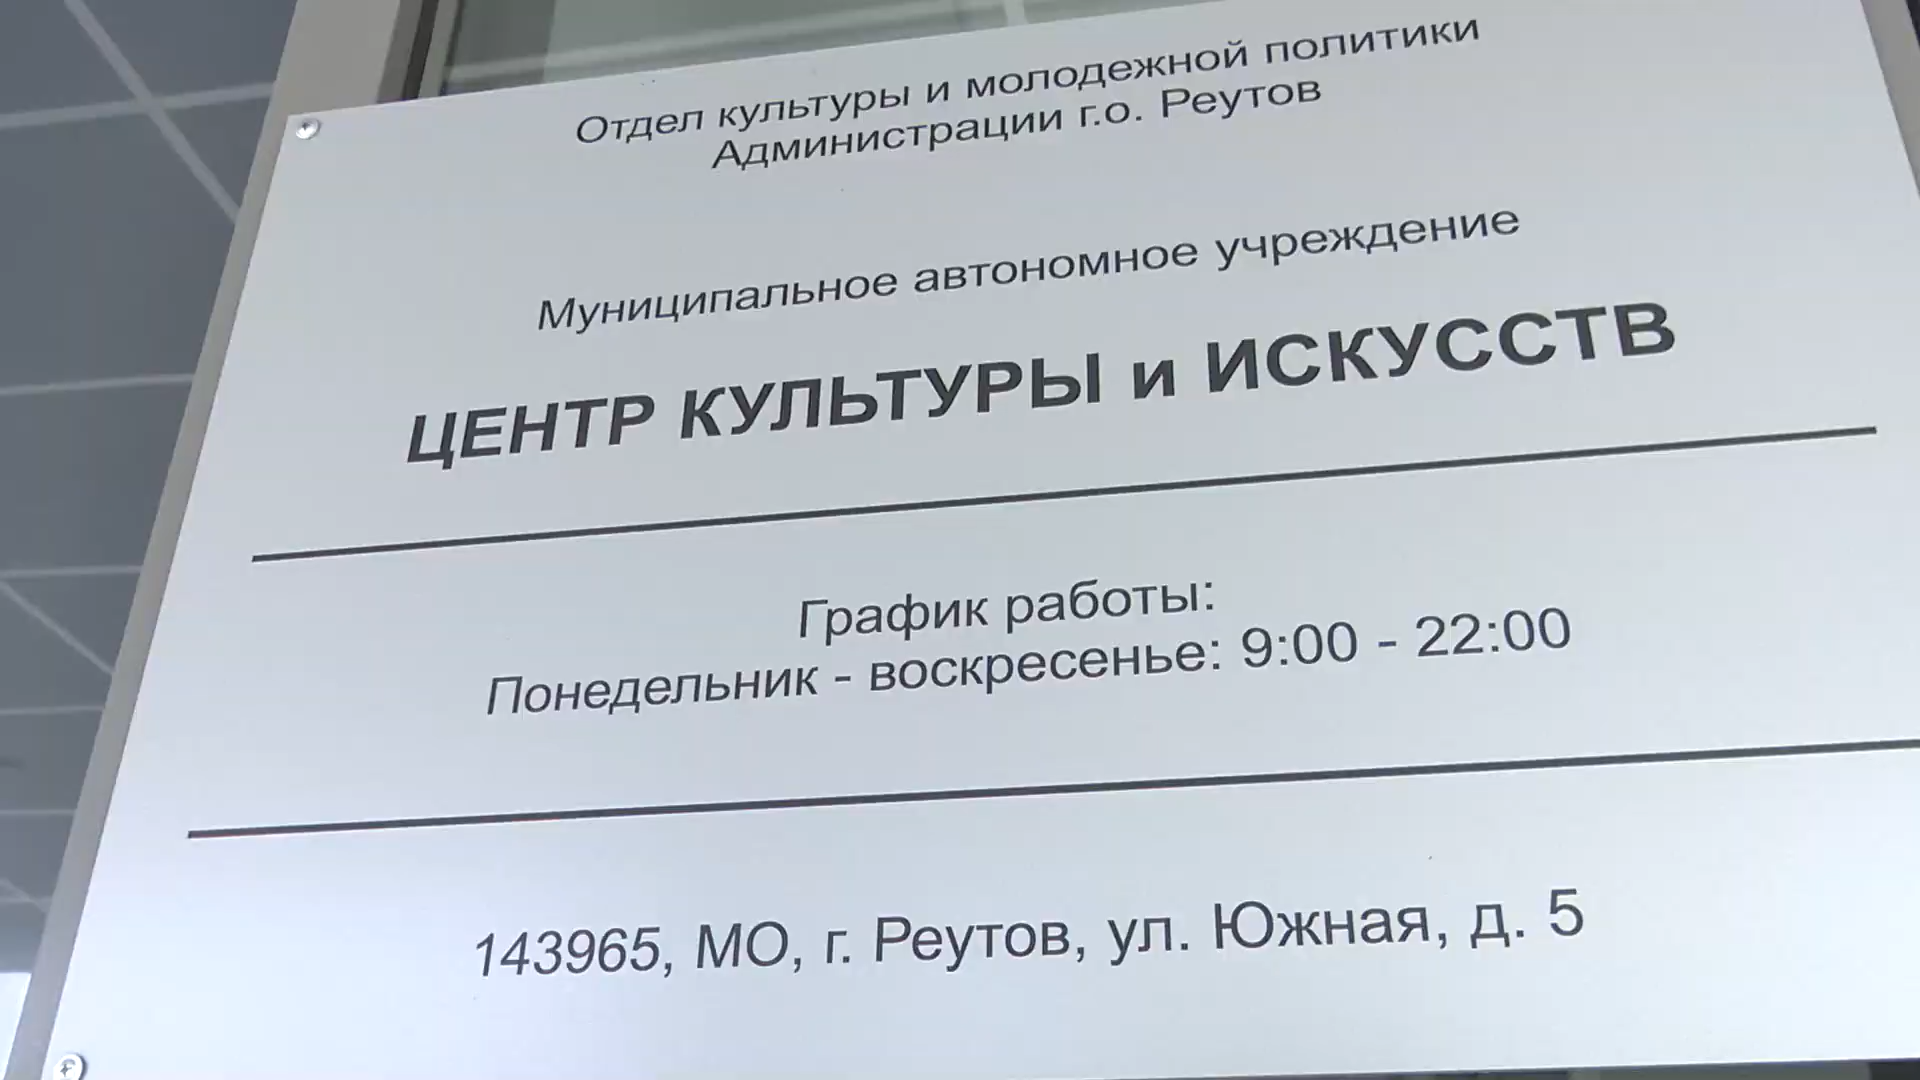 Отдел культуры и молодежной политики
Администрации г.о. Реутов
Муниципальное автономное учреждение
ЦЕНТР КУЛЬТУРЫ и ИСКУССТВ
График работы:
Понедельник - воскресенье: 9:00 - 22:00
143965, МО, г. Реутов, ул. Южная, д. 5